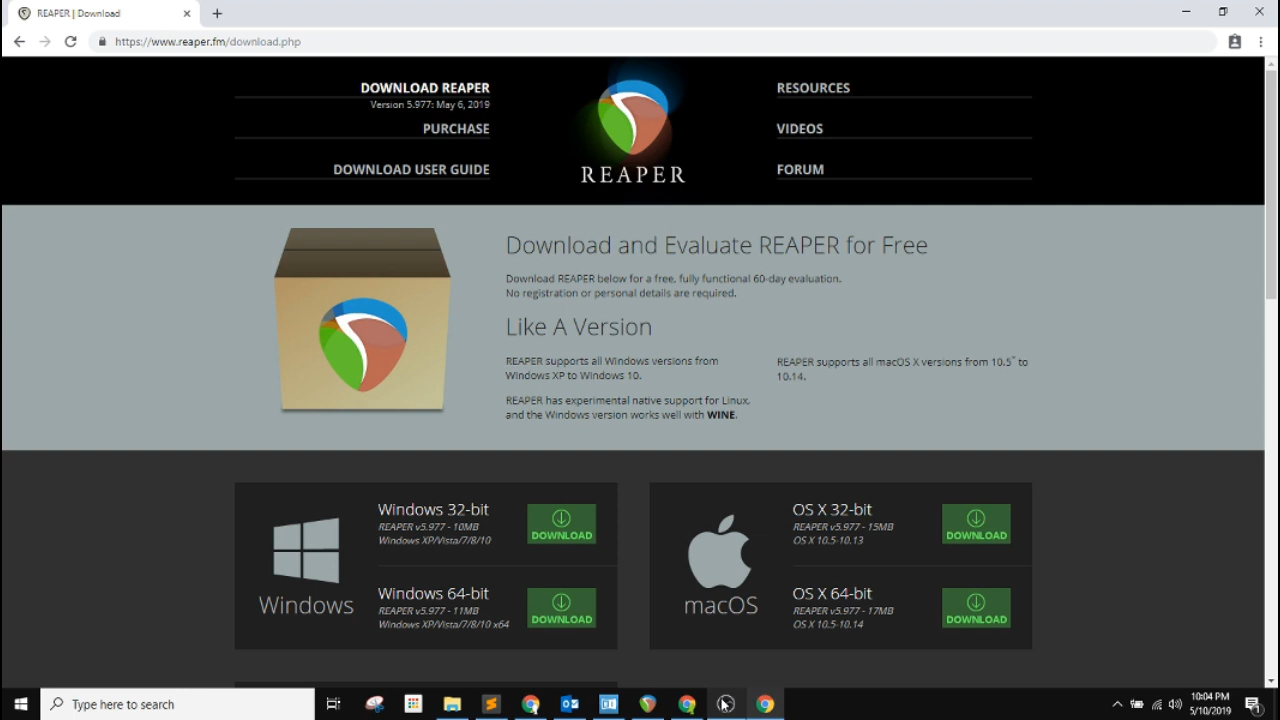 REAPER | Download
https://www.reaper.fm/download.php
DOWNLOAD REAPER
Version 5.977: May 6, 2019
PURCHASE
DOWNLOAD USER GUIDE
REAPER
RESOURCES
VIDEOS
FORUM
Download and Evaluate REAPER for Free
Download REAPER below for a free, fully functional 60-day evaluation.
No registration or personal details are required.
Like A Version
REAPER supports all Windows versions from
Windows XP to Windows 10.
REAPER has experimental native support for Linux,
and the Windows version works well with WINE.
REAPER supports all macOS X versions from 10.5* to
10.14.
Windows
Windows 32-bit
REAPER v5.977 - 10MB
Windows XP/Vista/7/8/10
DOWNLOAD
Windows 64-bit
REAPER v5.977 - 11MB
Windows XP/Vista/7/8/10 x64
DOWNLOAD
macOS
OS X 32-bit
REAPER v5.977 - 15MB
OS X 10.5-10.13
DOWNLOAD
OS X 64-bit
REAPER v5.977 - 17MB
OS X 10.5-10.14
DOWNLOAD
Type here to search
10:04 PM
5/10/2019
1